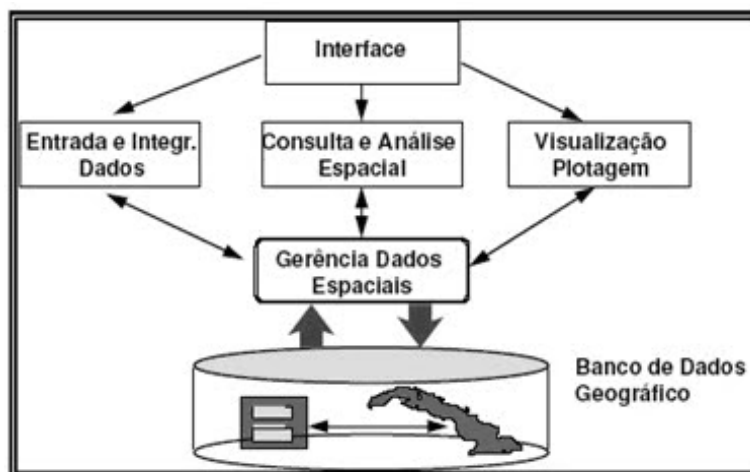 Interface
Entrada e Integr.
Dados
Consulta e Análise
Espacial
Visualização
Plotagem
Gerência Dados
Espaciais
Banco de Dados
Geográfico